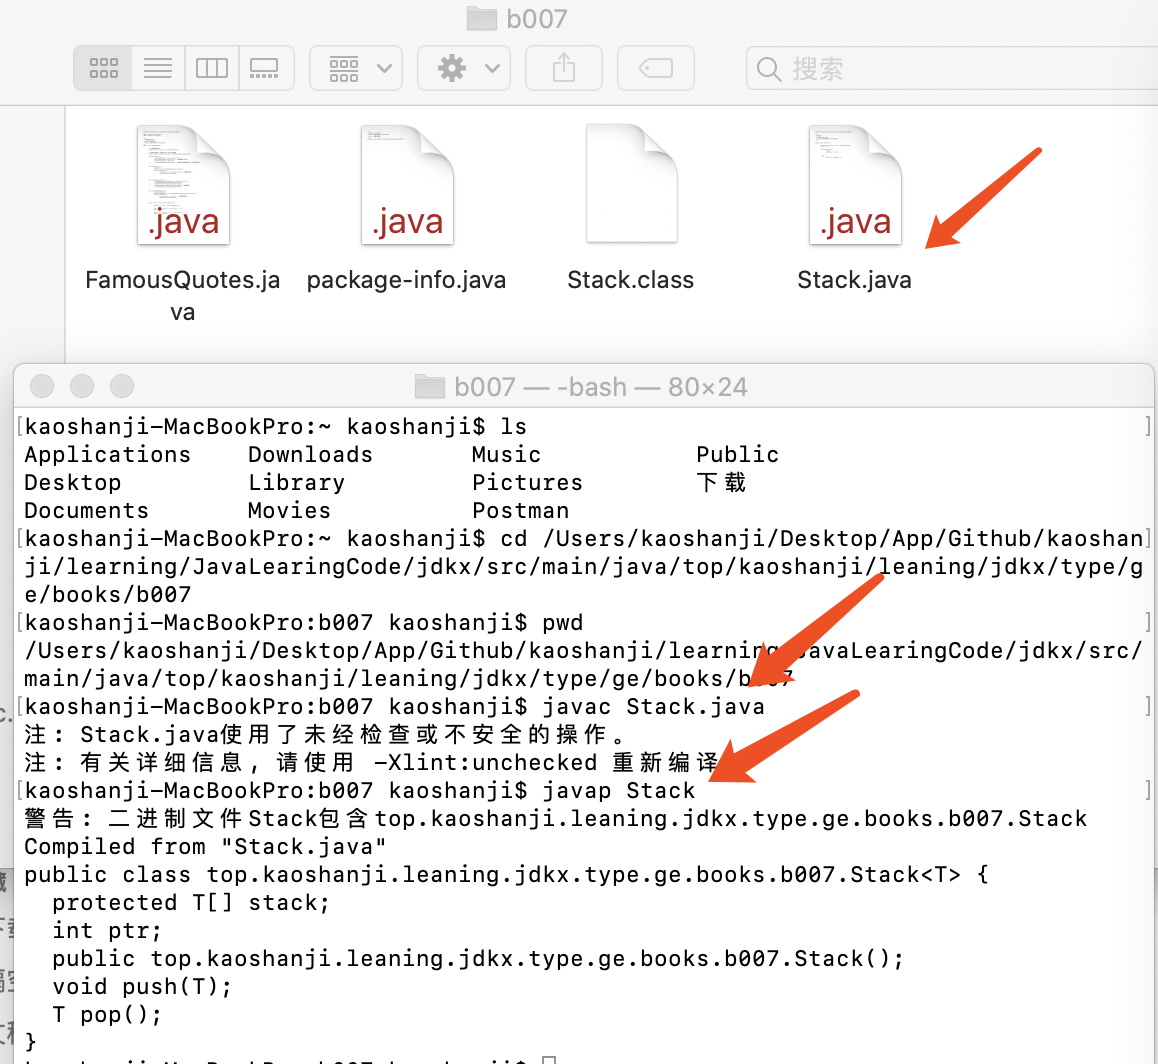 b007
搜索
.java
.java
.java
FamousQuotes.ja
va
package-info.java
Stack.class
Stack.java
b007 — -bash — 80×24
[kaoshanji-MacBookPro:~ kaoshanji$ ls ]
Applications Downloads Music Public
Desktop Library Pictures 下载
Documents Movies Postman
[kaoshanji-MacBookPro:~ kaoshanji$ cd /Users/kaoshanji/Desktop/App/Github/kaoshan]
ji/learning/JavaLearingCode/jdkx/src/main/java/top/kaoshanji/leaning/jdkx/type/g
e/books/b007
[kaoshanji-MacBookPro:b007 kaoshanji$ pwd ]
/Users/kaoshanji/Desktop/App/Github/kaoshanji/learning/JavaLearingCode/jdkx/src/
main/java/top/kaoshanji/leaning/jdkx/type/ge/books/b007
[kaoshanji-MacBookPro:b007 kaoshanji$ javac Stack.java ]
注: Stack.java使用了未经检查或不安全的操作。
注: 有关详细信息, 请使用 -Xlint:unchecked 重新编译
[kaoshanji-MacBookPro:b007 kaoshanji$ javap Stack ]
警告: 二进制文件Stack包含top.kaoshanji.leaning.jdkx.type.ge.books.b007.Stack
Compiled from "Stack.java"
public class top.kaoshanji.leaning.jdkx.type.ge.books.b007.Stack<T> {
  protected T[] stack;
  int ptr;
  public top.kaoshanji.leaning.jdkx.type.ge.books.b007.Stack();
  void push(T);
  T pop();
}